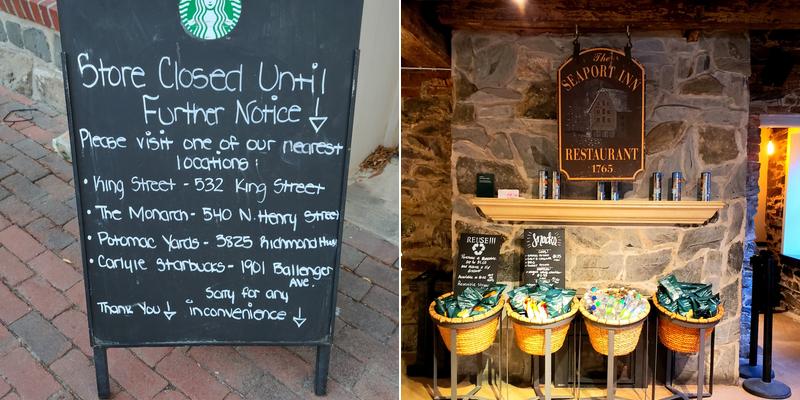 Store Closed Until
Further Notice ↓
Please visit one of our nearest
locations:
• King Street - 532 King Street
• The Monarch - 540 N. Henry Street
• Potomac Yards - 3825 Richmond Hwy
• Carlyle Starbucks - 1901 Ballenger
Ave.
Sorry for any
Thank You ↓ inconvenience ↓
The
SEAPORT INN
RESTAURANT
1765
REUSE!!!
Snacks